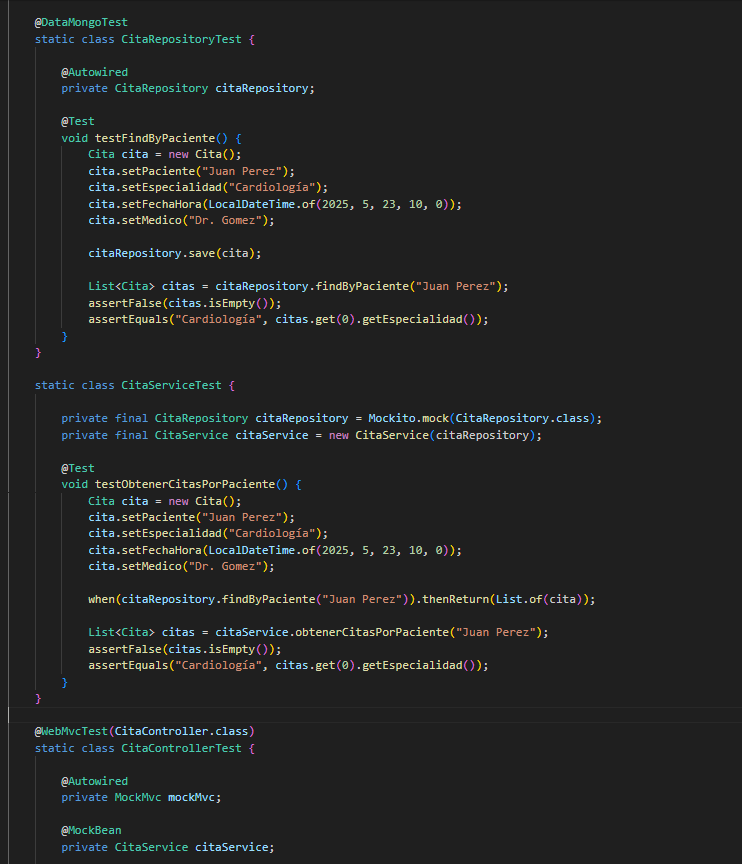 @DataMongoTest
static class CitaRepositoryTest {
@Autowired
private CitaRepository citaRepository;
@Test
void testFindByPaciente() {
Cita cita = new Cita();
cita.setPaciente("Juan Perez");
cita.setEspecialidad("Cardiología");
cita.setFechaHora(LocalDateTime.of(2025, 5, 23, 10, 0));
cita.setMedico("Dr. Gomez");
citaRepository.save(cita);
List<Cita> citas = citaRepository.findByPaciente("Juan Perez");
assertFalse(citas.isEmpty());
assertEquals("Cardiología", citas.get(0).getEspecialidad());
}
}
static class CitaServiceTest {
private final CitaRepository citaRepository = Mockito.mock(CitaRepository.class);
private final CitaService citaService = new CitaService(citaRepository);
@Test
void testObtenerCitasPorPaciente() {
Cita cita = new Cita();
cita.setPaciente("Juan Perez");
cita.setEspecialidad("Cardiología");
cita.setFechaHora(LocalDateTime.of(2025, 5, 23, 10, 0));
cita.setMedico("Dr. Gomez");
when(citaRepository.findByPaciente("Juan Perez")).thenReturn(List.of(cita));
List<Cita> citas = citaService.obtenerCitasPorPaciente("Juan Perez");
assertFalse(citas.isEmpty());
assertEquals("Cardiología", citas.get(0).getEspecialidad());
}
}
@WebMvcTest(CitaController.class)
static class CitaControllerTest {
@Autowired
private MockMvc mockMvc;
@MockBean
private CitaService citaService;